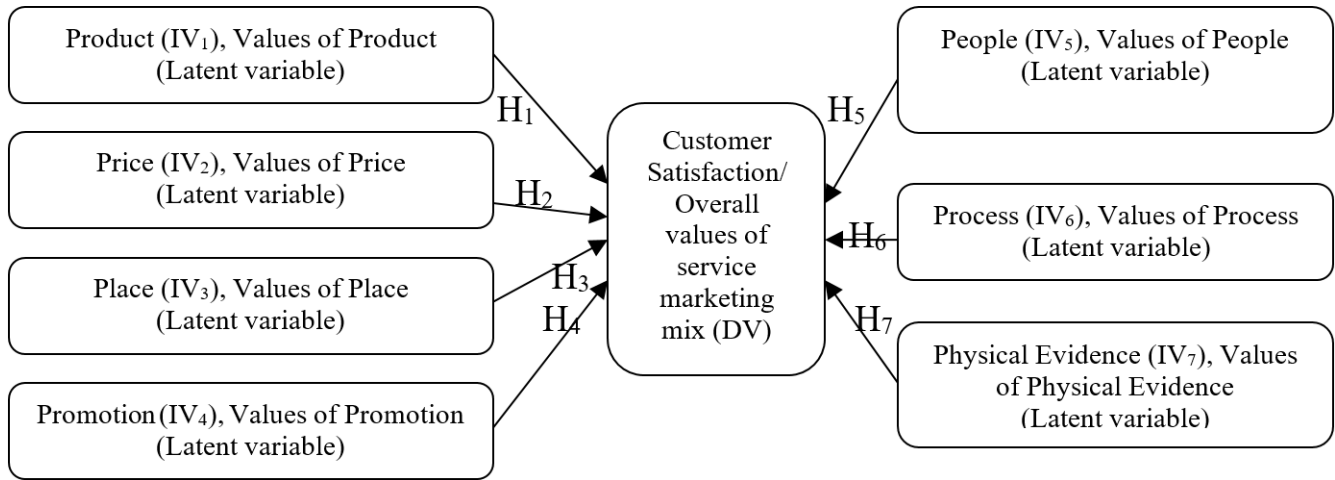 Product (IV₁), Values of Product
(Latent variable)
H₁
Price (IV₂), Values of Price
(Latent variable)
H₂
Place (IV₃), Values of Place
(Latent variable)
H₃
Promotion (IV₄), Values of Promotion
(Latent variable)
H₄
Customer
Satisfaction/
Overall
values of
service
marketing
mix (DV)
People (IV₅), Values of People
(Latent variable)
H₅
Process (IV₆), Values of Process
(Latent variable)
H₆
Physical Evidence (IV₇), Values
of Physical Evidence
(Latent variable)
H₇